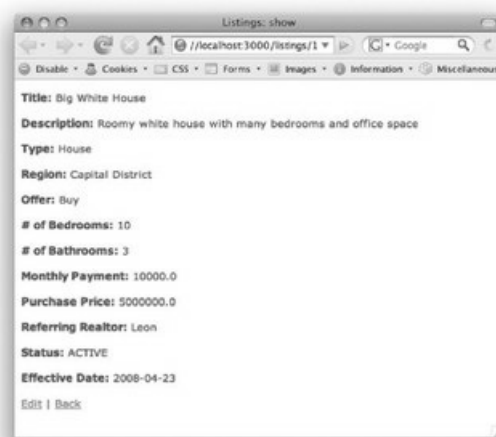 Listings: show
//localhost:3000/listings/1 Google
Disable Cookies CSS Forms Images Information Miscellaneous
Title: Big White House
Description: Roomy white house with many bedrooms and office space
Type: House
Region: Capital District
Offer: Buy
# of Bedrooms: 10
# of Bathrooms: 3
Monthly Payment: 10000.0
Purchase Price: 5000000.0
Referring Realtor: Leon
Status: ACTIVE
Effective Date: 2008-04-23
Edit | Back